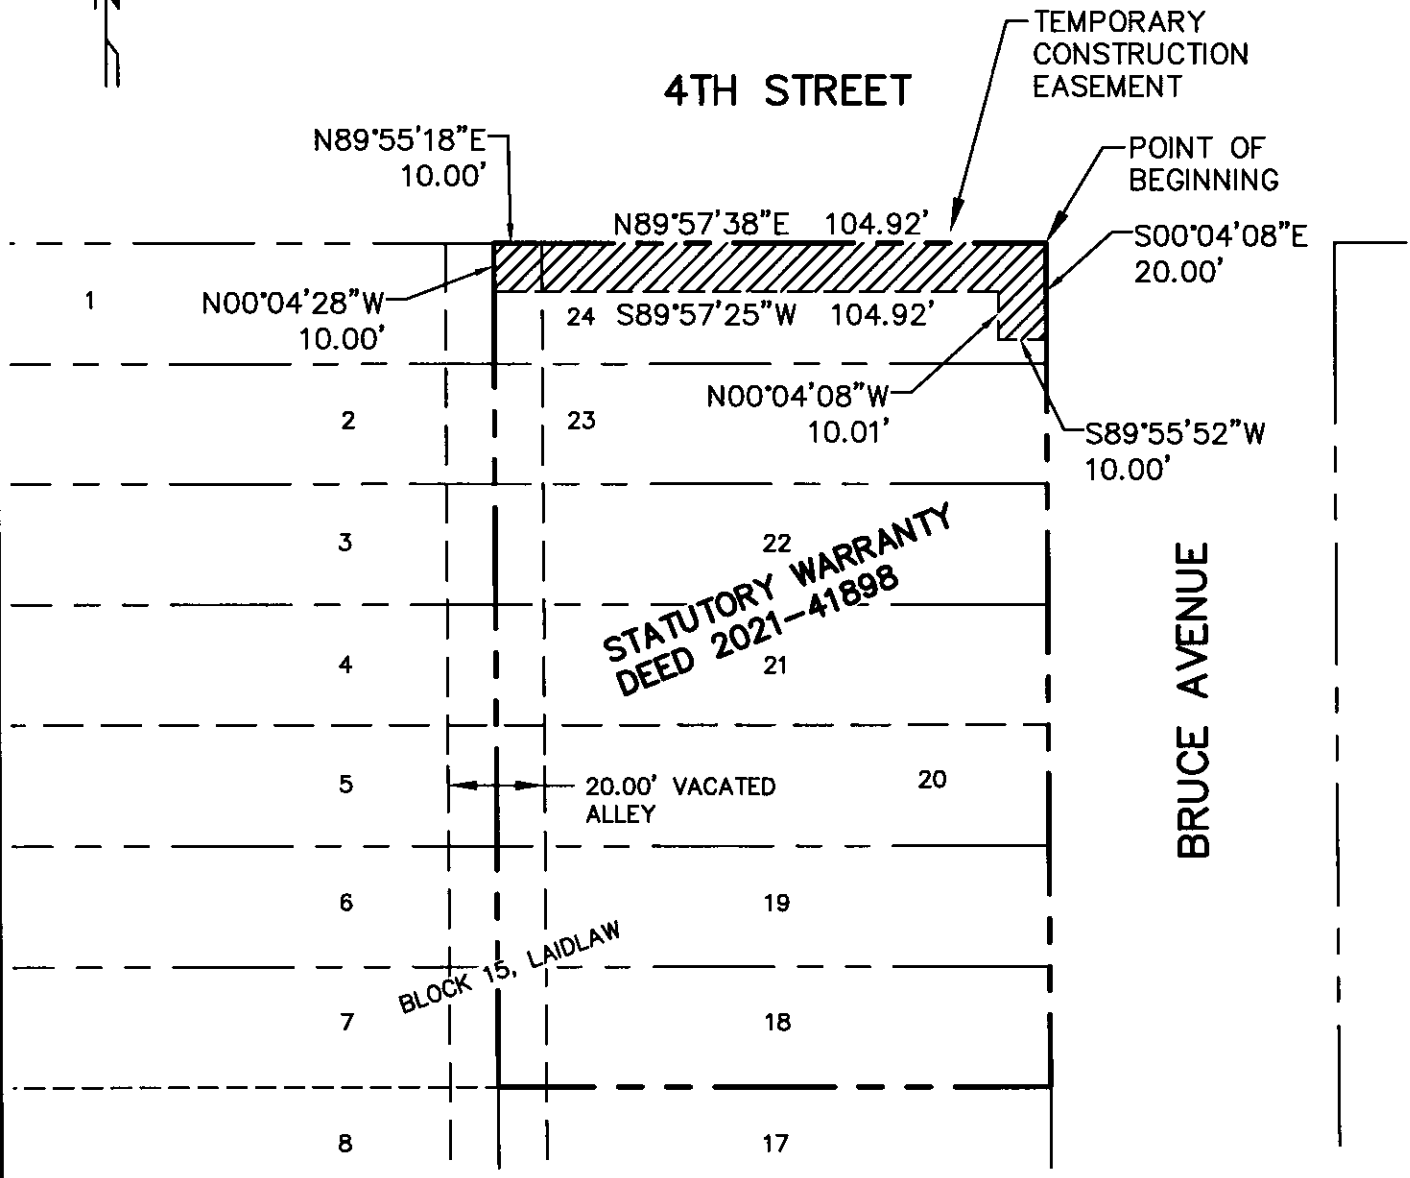 N
TEMPORARY
CONSTRUCTION
EASEMENT
4TH STREET
N89°55'18"E
10.00'
POINT OF
BEGINNING
N89°57'38"E 104.92'
S00°04'08"E
20.00'
1
N00°04'28"W
10.00'
24 S89°57'25"W 104.92'
N00°04'08"W
10.01'
2
23
S89°55'52"W
10.00'
3
22
STATUTORY WARRANTY
DEED 2021-41898
4
21
BRUCE AVENUE
5
20.00' VACATED
ALLEY
20
6
19
BLOCK 15, LAIDLAW
7
18
8
17